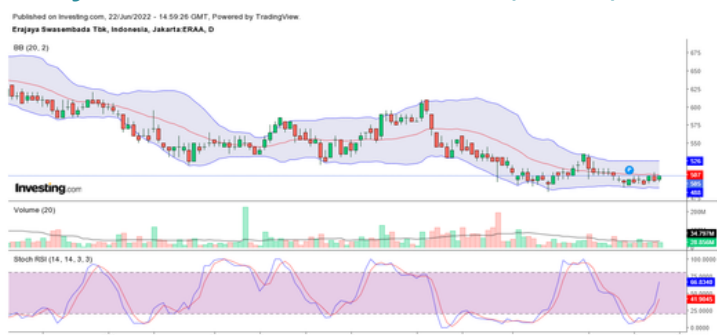 Published on Investing.com, 22/Jun/2022 - 14:59:26 GMT, Powered by TradingView.
Erajaya Swasembada Tbk, Indonesia, Jakarta:ERAA, D
BB (20, 2)
675
650
625
600
575
550
526
507
505
488
Investing.com
Volume (20)
200M
34.797M
28.858M
Stoch RSI (14, 14, 3, 3)
100.0000
66.8348
41.9645
25.0000
0.0000